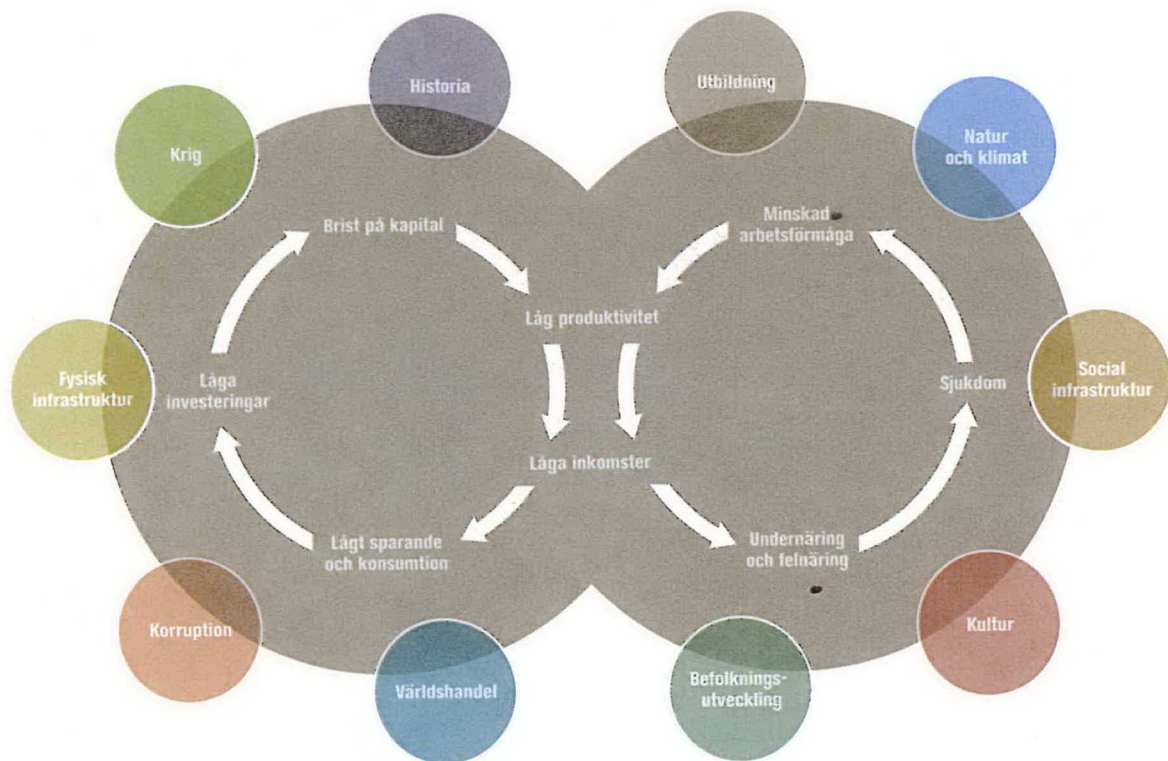 Historia
Utbildning
Krig
Natur
och klimat
Brist på kapital
Minskad
arbetsförmåga
Låg produktivitet
Fysisk
infrastruktur
Låga
investeringar
Sjukdom
Social
infrastruktur
Låga inkomster
Lågt sparande
och konsumtion
Undernäring
och felnäring
Korruption
Kultur
Världshandel
Befolknings-
utveckling